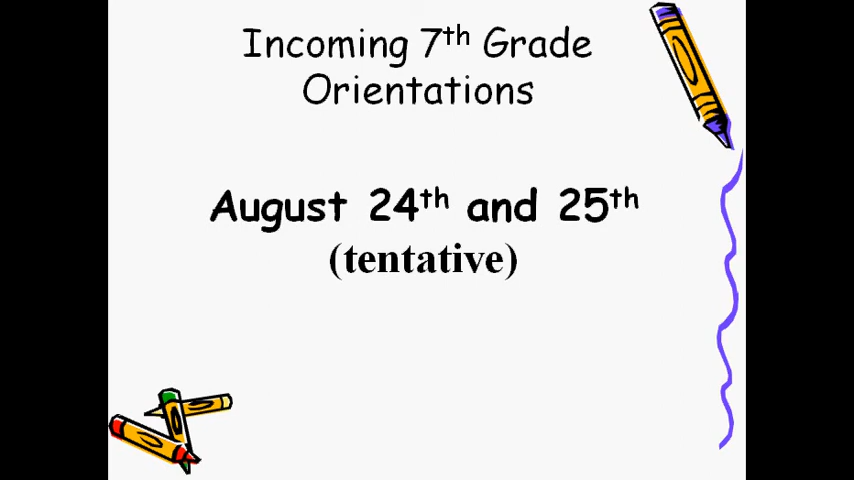 Incoming 7th Grade
Orientations
August 24th and 25th
(tentative)